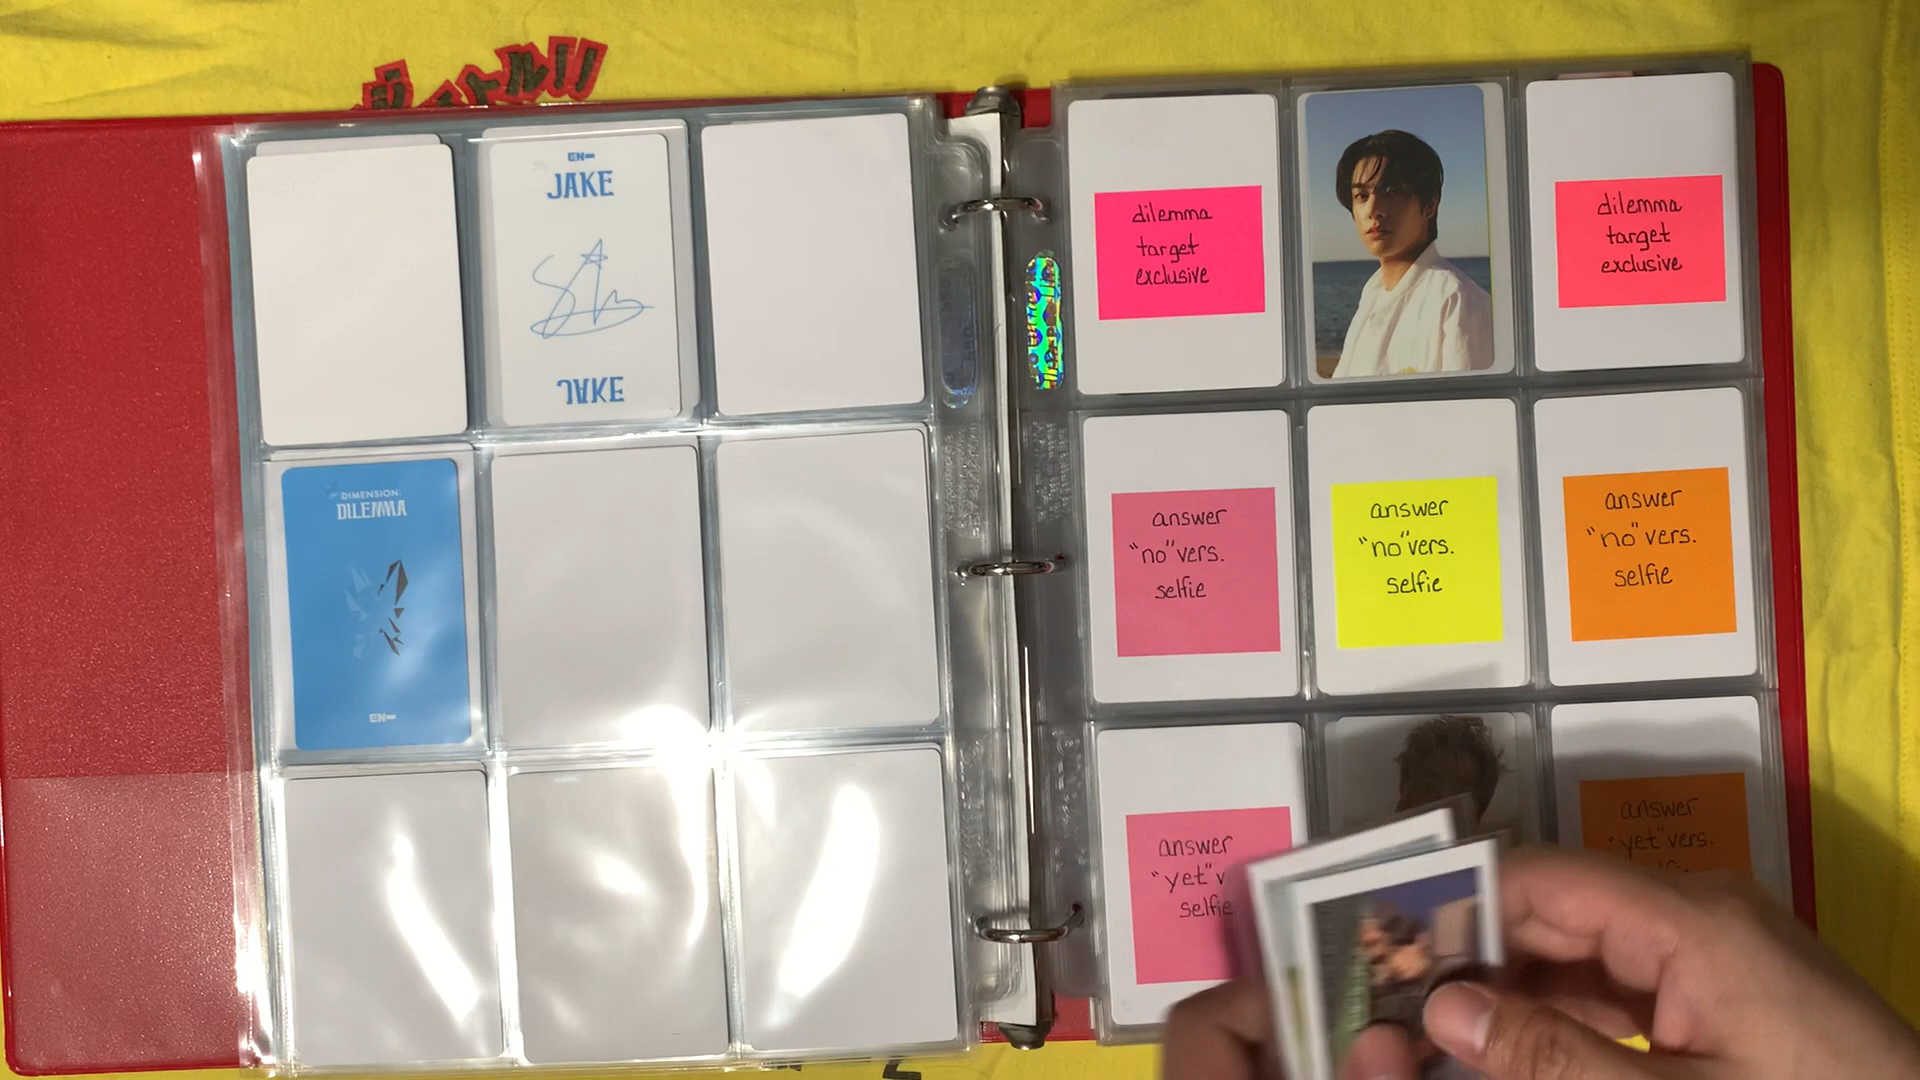 EN-
JAKE
JAKE
DIMENSION:
DILEMMA
EN-
dilemma
target
exclusive
dilemma
target
exclusive
answer
"no" vers.
selfie
answer
"no" vers.
selfie
answer
"no" vers.
selfie
answer
"yet" v
selfie
answer
"yet" vers.